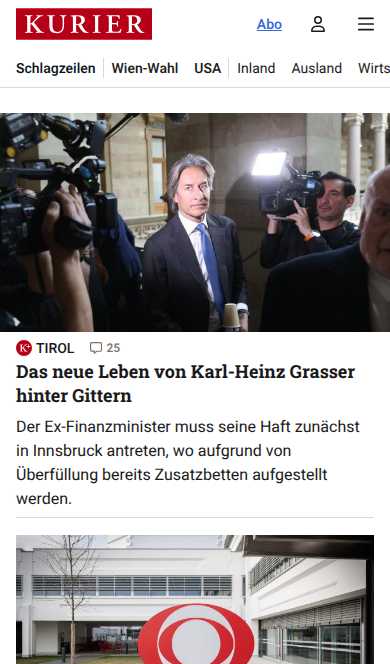 KURIER
Abo
Schlagzeilen
Wien-Wahl
USA
Inland
Ausland
Wirts
K+ TIROL 25
Das neue Leben von Karl-Heinz Grasser
hinter Gittern
Der Ex-Finanzminister muss seine Haft zunächst
in Innsbruck antreten, wo aufgrund von
Überfüllung bereits Zusatzbetten aufgestellt
werden.